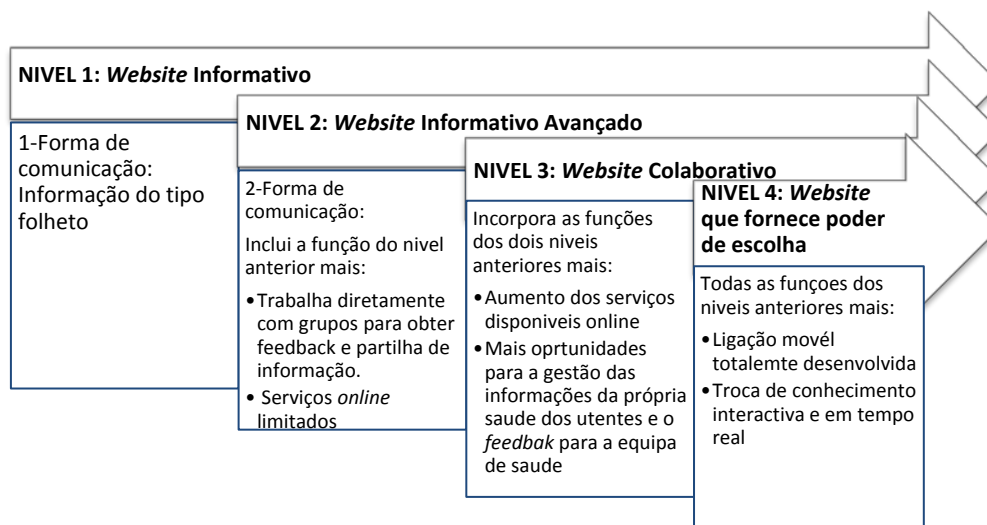 NIVEL 1: Website Informativo
1-Forma de
comunicação:
Informação do tipo
folheto
NIVEL 2: Website Informativo Avançado
2-Forma de
comunicação:
Inclui a função do nivel
anterior mais:
•Trabalha diretamente
com grupos para obter
feedback e partilha de
informação.
• Serviços online
limitados
NIVEL 3: Website Colaborativo
Incorpora as funções
dos dois niveis
anteriores mais:
•Aumento dos serviços
disponiveis online
•Mais oprtunidades
para a gestão das
informações da própria
saude dos utentes e o
feedbak para a equipa
de saude
NIVEL 4: Website
que fornece poder
de escolha
Todas as funçoes dos
niveis anteriores mais:
•Ligação movél
totalemte desenvolvida
•Troca de conhecimento
interactiva e em tempo
real